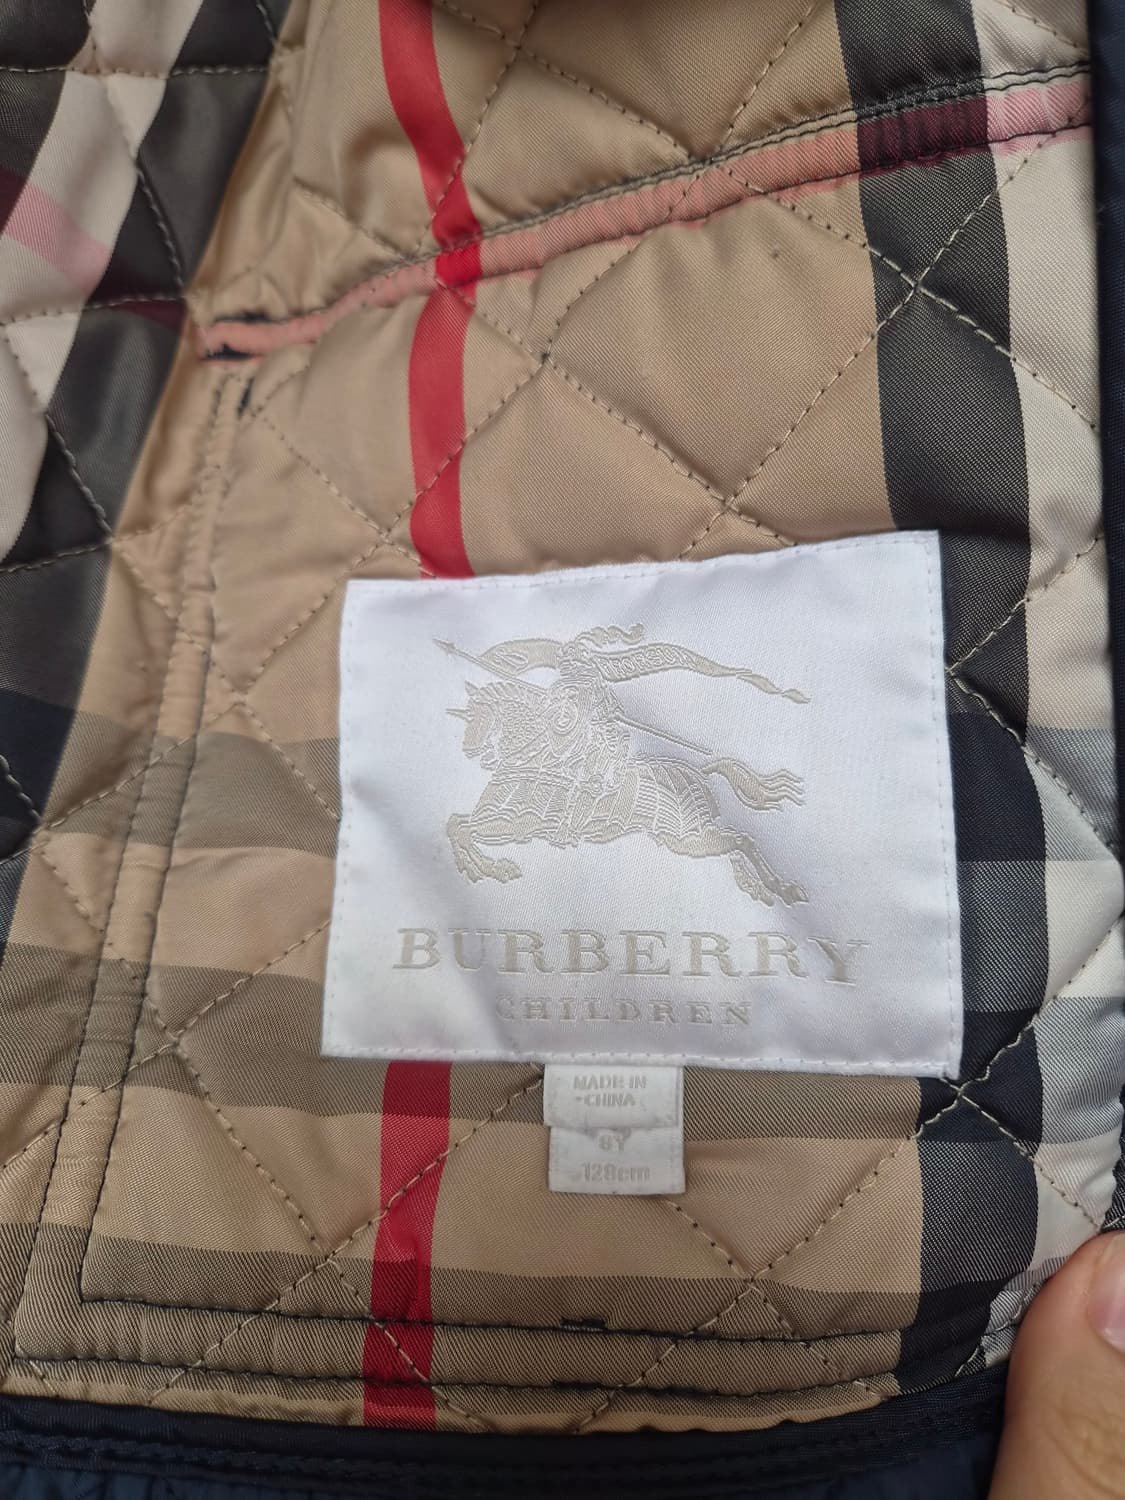 BURBERRY
CHILDREN
MADE IN
CHINA
8Y
128cm